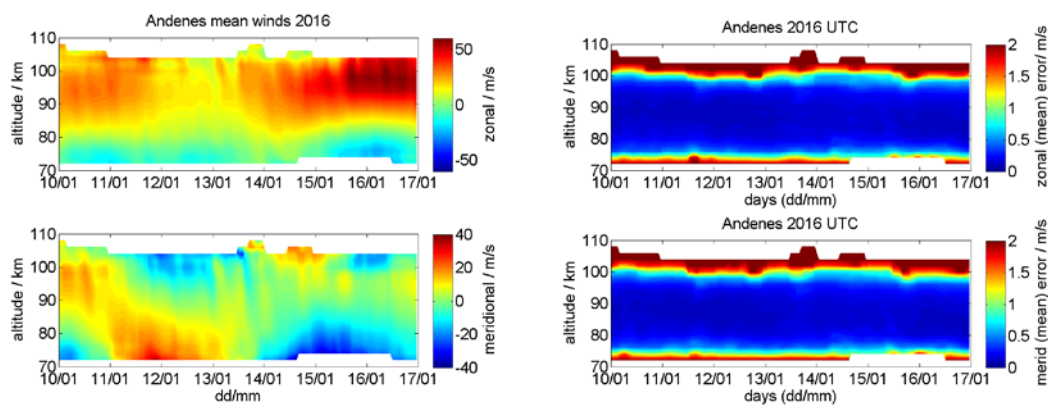 Andenes mean winds 2016
110
100
90
80
70
altitude / km
10/01 11/01 12/01 13/01 14/01 15/01 16/01 17/01
50
0
-50
zonal / m/s
Andenes 2016 UTC
110
100
90
80
70
altitude / km
10/01 11/01 12/01 13/01 14/01 15/01 16/01 17/01
days (dd/mm)
2
1.5
1
0.5
0
zonal (mean) error/ m/s
110
100
90
80
70
altitude / km
10/01 11/01 12/01 13/01 14/01 15/01 16/01 17/01
dd/mm
40
20
0
-20
-40
meridional / m/s
Andenes 2016 UTC
110
100
90
80
70
altitude / km
10/01 11/01 12/01 13/01 14/01 15/01 16/01 17/01
days (dd/mm)
2
1.5
1
0.5
0
merid (mean) error / m/s